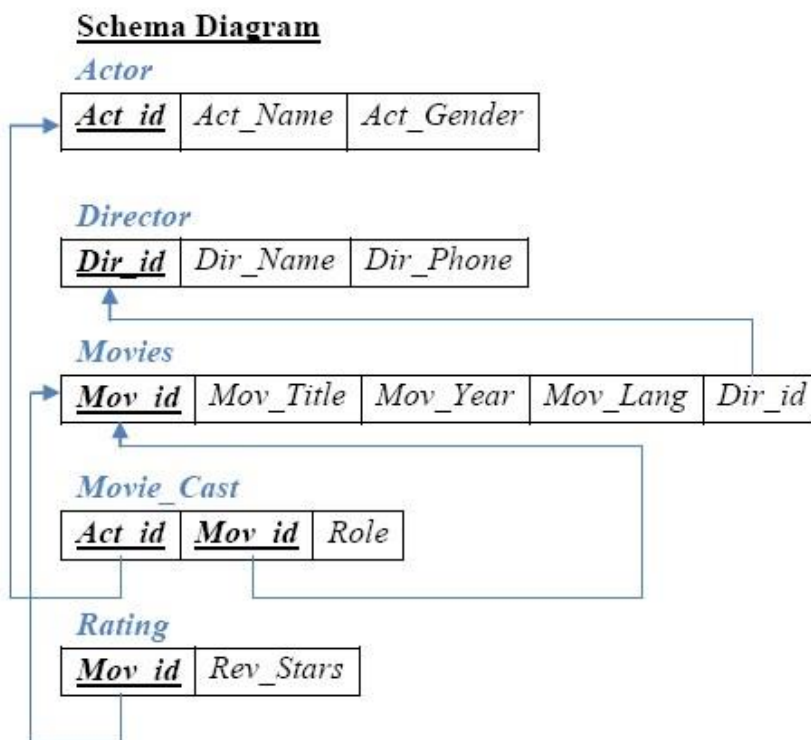 Schema Diagram
Actor
Act_id Act_Name Act_Gender
Director
Dir_id Dir_Name Dir_Phone
Movies
Mov_id Mov_Title Mov_Year Mov_Lang Dir_id
Movie_Cast
Act_id Mov_id Role
Rating
Mov_id Rev_Stars